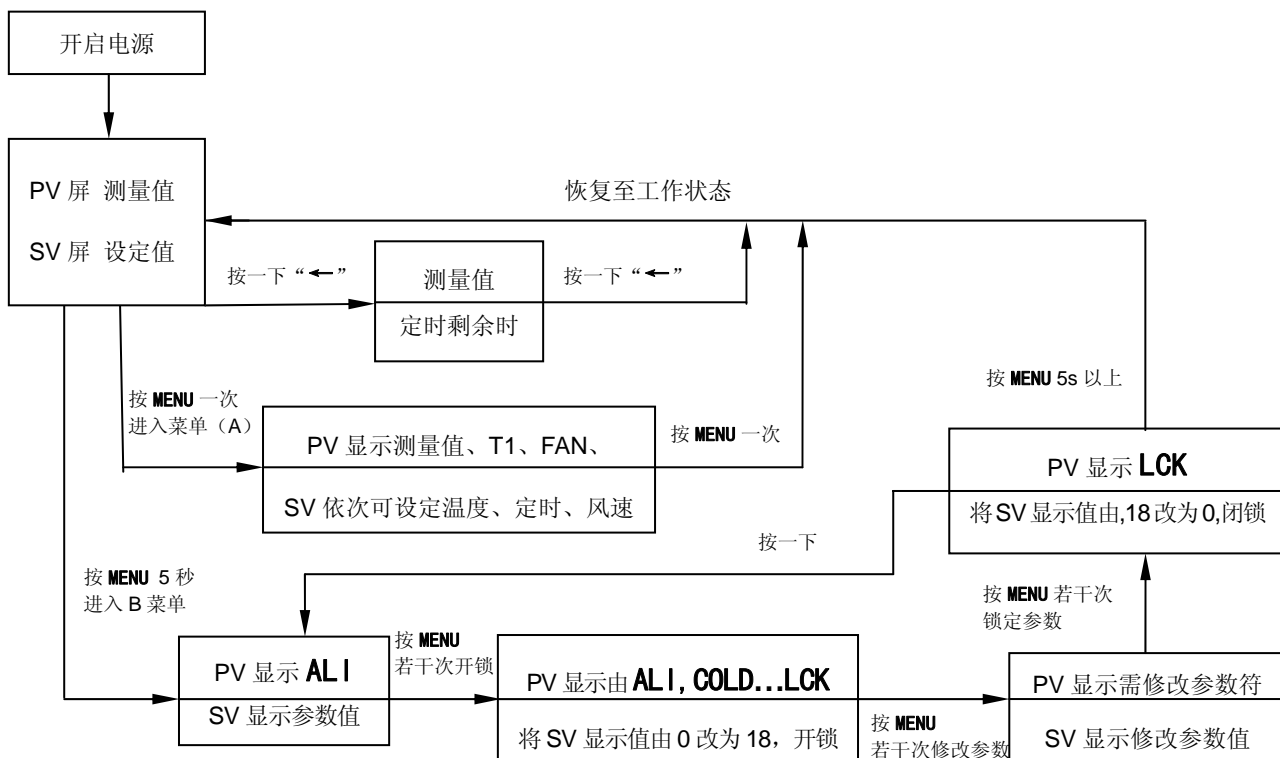 开启电源
PV 屏 测量值
SV 屏 设定值
恢复至工作状态
按一下“←”
测量值
定时剩余时
按一下“←”
按 MENU 一次
进入菜单（A）
PV 显示测量值、T1、FAN、
SV 依次可设定温度、定时、风速
按 MENU 一次
按 MENU 5s 以上
PV 显示 LCK
将 SV 显示值由,18 改为 0,闭锁
按一下
按 MENU 5 秒
进入 B 菜单
PV 显示 ALI
SV 显示参数值
按 MENU
若干次开锁
PV 显示由 ALI, COLD...LCK
将 SV 显示值由 0 改为 18，开锁
按 MENU
若干次修改参数
按 MENU 若干次
锁定参数
PV 显示需修改参数符
SV 显示修改参数值